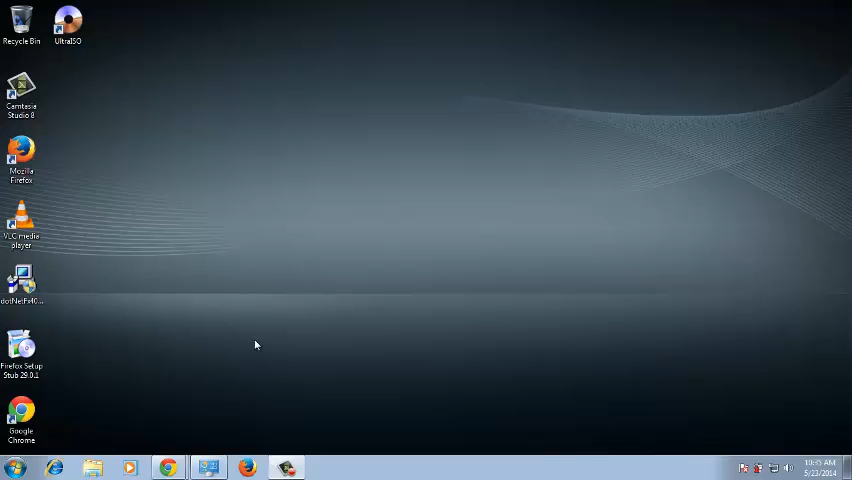 Recycle Bin
UltraISO
Camtasia
Studio 8
Mozilla
Firefox
VLC media
player
dotNetFx40...
Firefox Setup
Stub 29.0.1
Google
Chrome
10:35 AM
5/23/2014